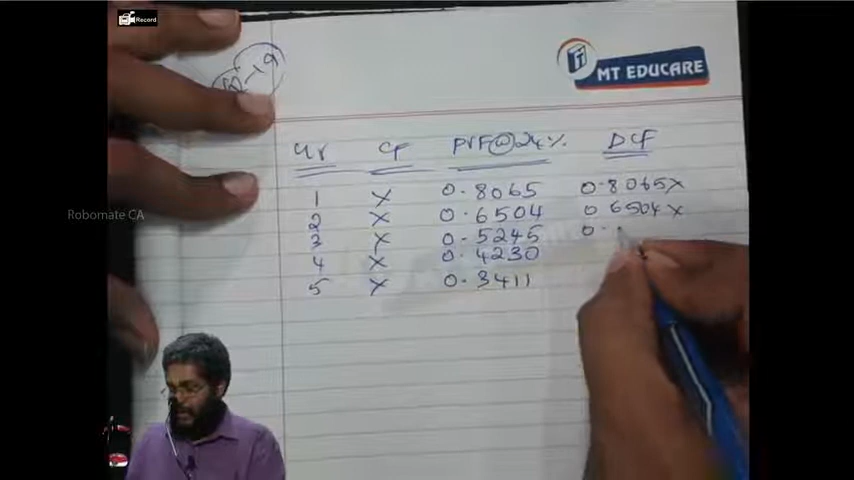 Record
MT EDUCARE
Yr CF PVF@24% DCF
1 X 0.8065 0.8065X
2 X 0.6504 0.6504X
3 X 0.5245 0.
4 X 0.4230
5 X 0.3411
Robomate CA